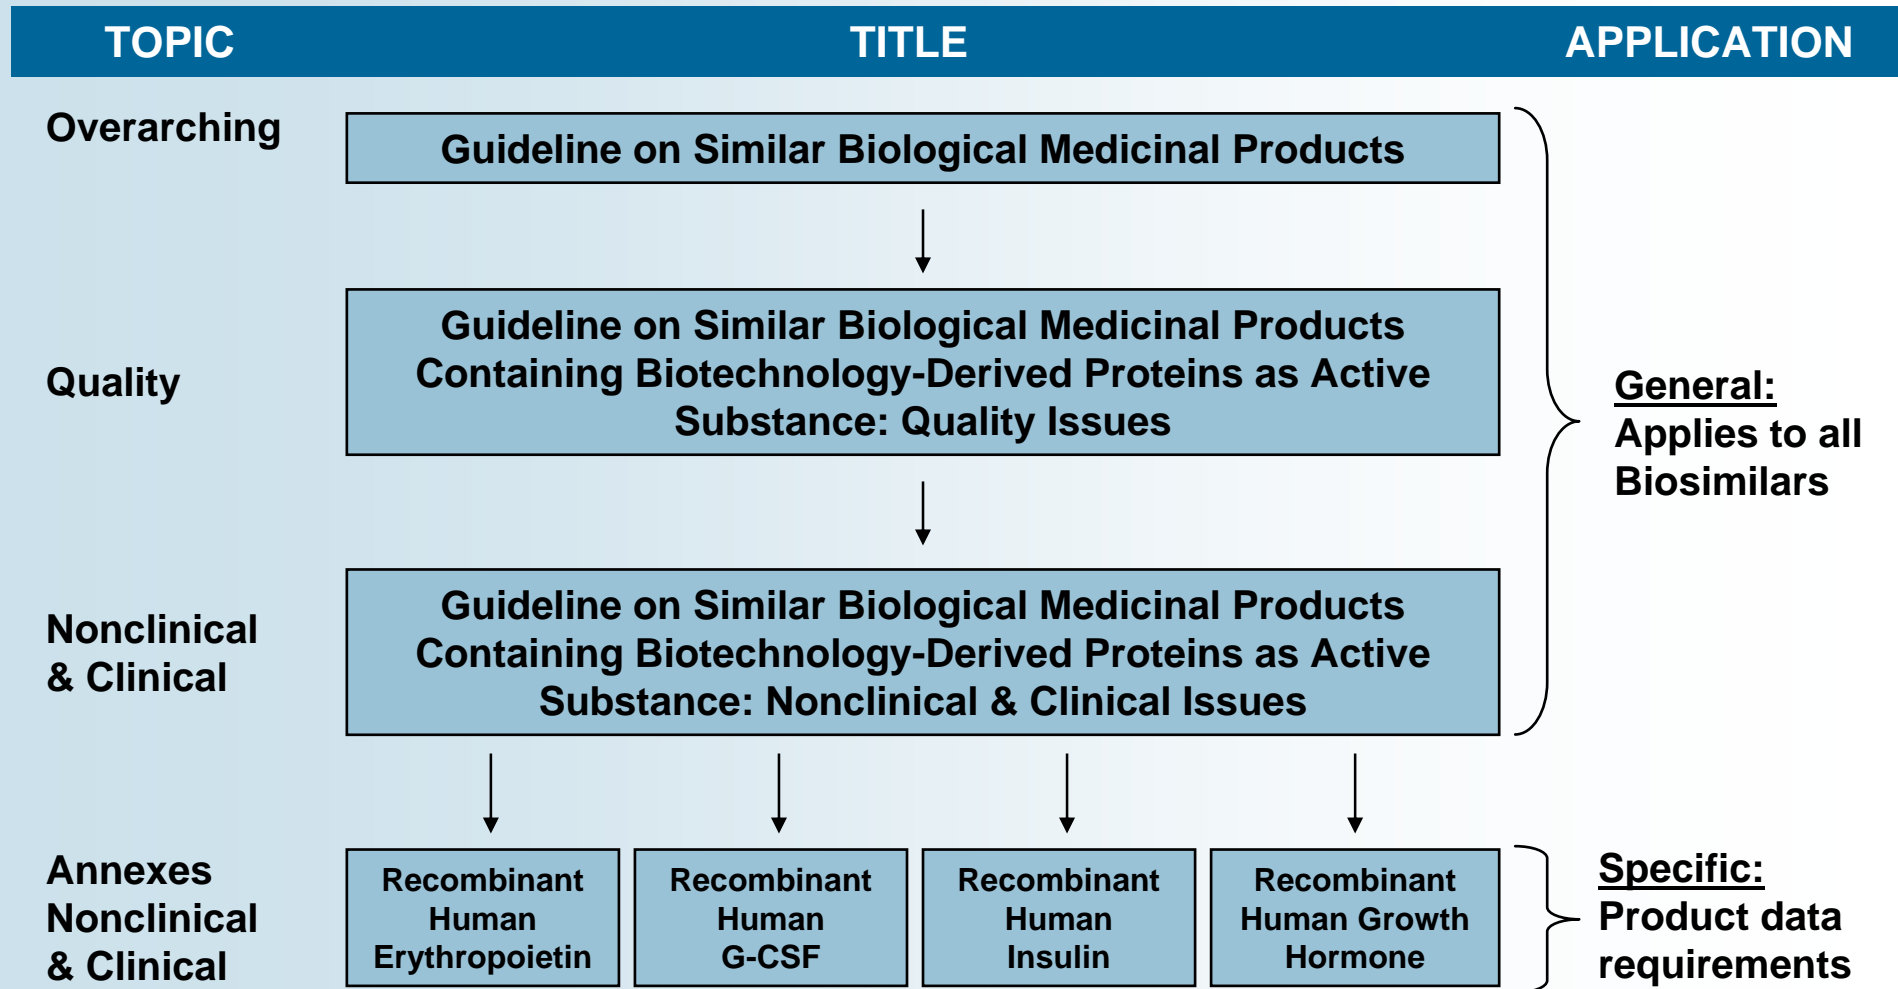 TOPIC
TITLE
APPLICATION
Overarching
Guideline on Similar Biological Medicinal Products
Quality
Guideline on Similar Biological Medicinal Products
Containing Biotechnology-Derived Proteins as Active
Substance: Quality Issues
General:
Applies to all
Biosimilars
Nonclinical
& Clinical
Guideline on Similar Biological Medicinal Products
Containing Biotechnology-Derived Proteins as Active
Substance: Nonclinical & Clinical Issues
Annexes
Nonclinical
& Clinical
Recombinant
Human
Erythropoietin
Recombinant
Human
G-CSF
Recombinant
Human
Insulin
Recombinant
Human Growth
Hormone
Specific:
Product data
requirements